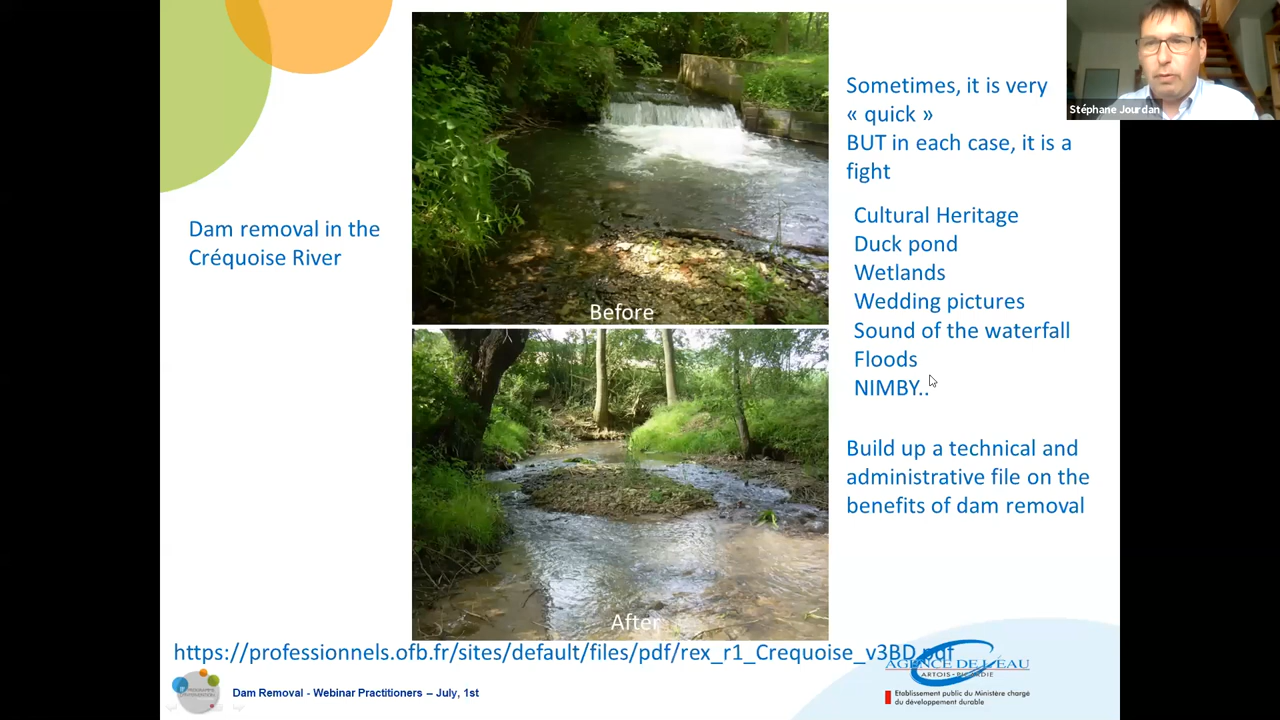 Stéphane Jourdan
Dam removal in the
Créquoise River
Before
After
Sometimes, it is very
« quick »
BUT in each case, it is a
fight
Cultural Heritage
Duck pond
Wetlands
Wedding pictures
Sound of the waterfall
Floods
NIMBY..
Build up a technical and
administrative file on the
benefits of dam removal
https://professionnels.ofb.fr/sites/default/files/pdf/rex_r1_Crequoise_v3BD.pdf
Dam Removal - Webinar Practitioners – July, 1st
AGENCE DE L'EAU
ARTOIS-PICARDIE
Etablissement public du Ministère chargé
du développement durable